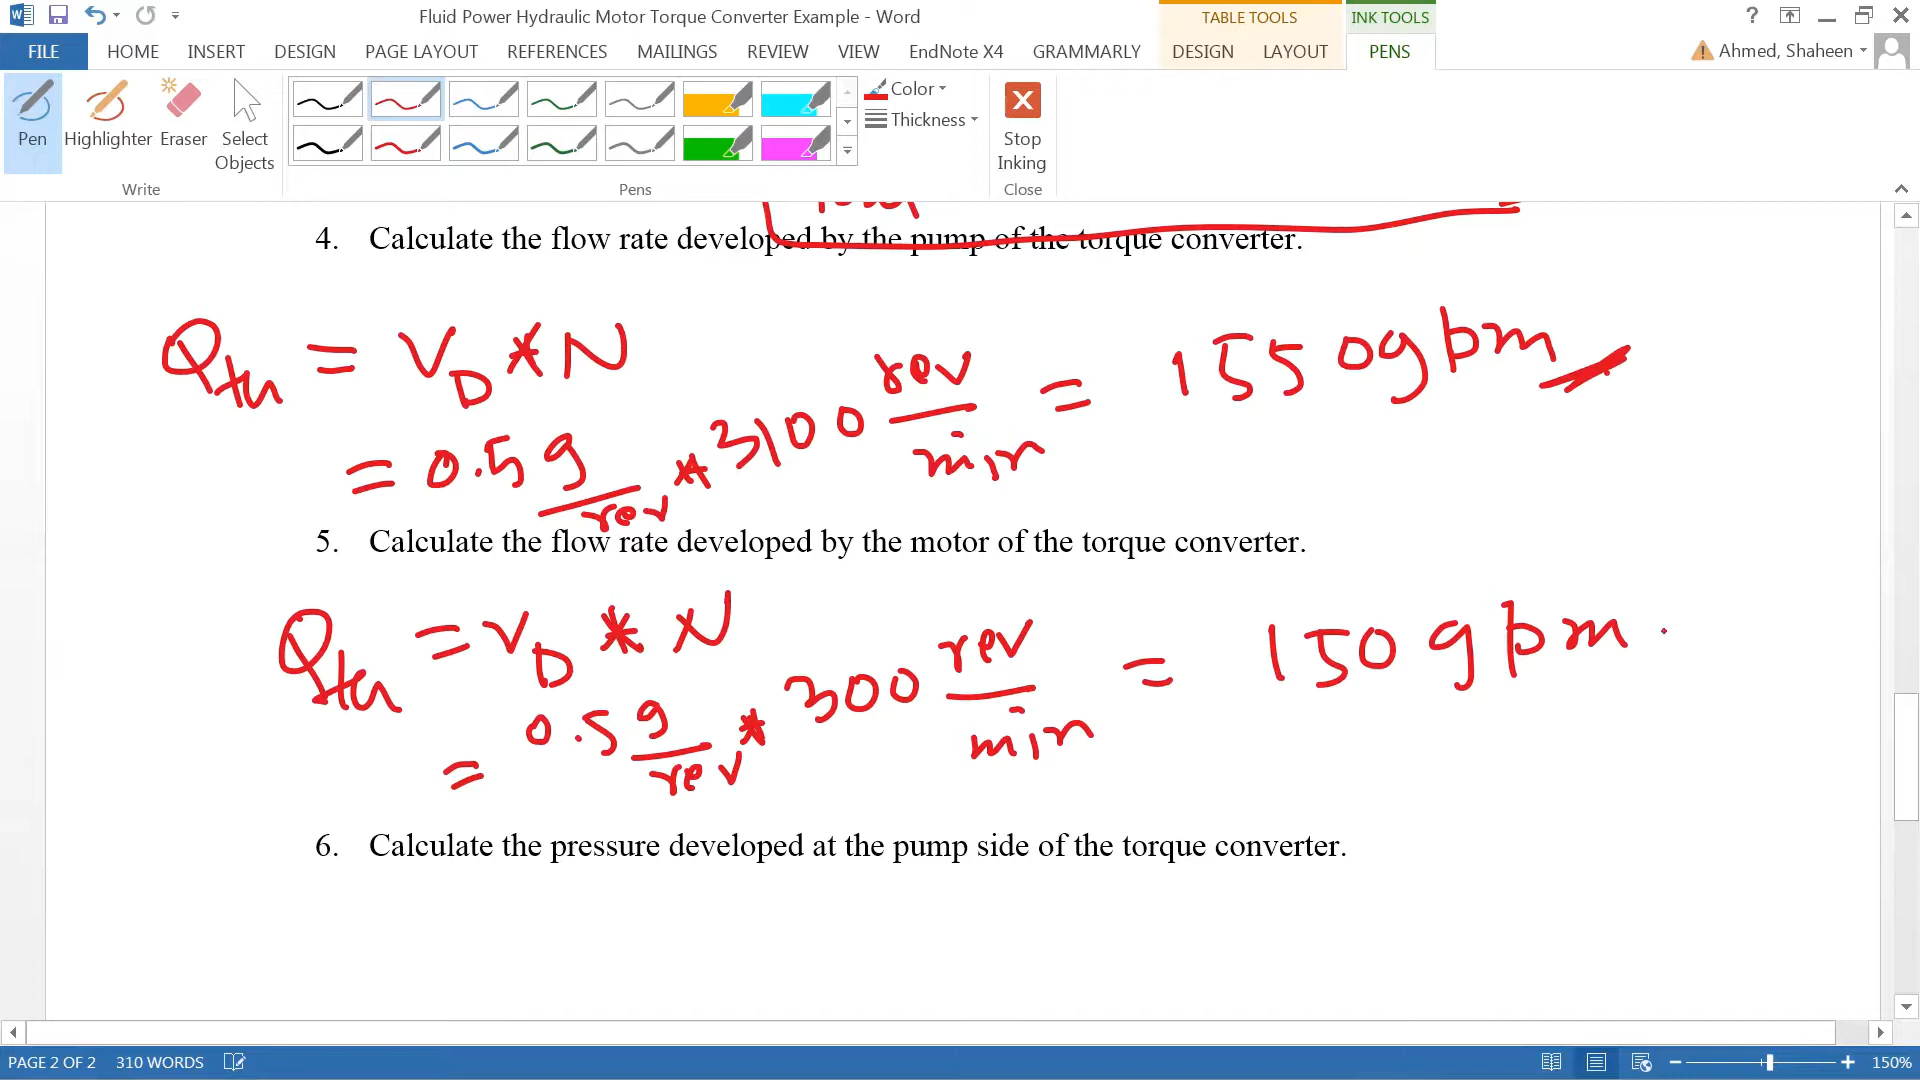 Fluid Power Hydraulic Motor Torque Converter Example - Word
TABLE TOOLS
INK TOOLS
FILE HOME INSERT DESIGN PAGE LAYOUT REFERENCES MAILINGS REVIEW VIEW EndNote X4 GRAMMARLY DESIGN LAYOUT PENS Ahmed, Shaheen
Pen
Highlighter
Eraser
Select Objects
Color
Thickness
Stop Inking
Write
Pens
Close
4. Calculate the flow rate developed by the pump of the torque converter.
Qth = VD * N
= 0.5 g/rev * 3100 rev/min = 1550 gpm
5. Calculate the flow rate developed by the motor of the torque converter.
Qth = VD * N
= 0.5 g/rev * 300 rev/min = 150 gpm
6. Calculate the pressure developed at the pump side of the torque converter.
PAGE 2 OF 2 310 WORDS 150%